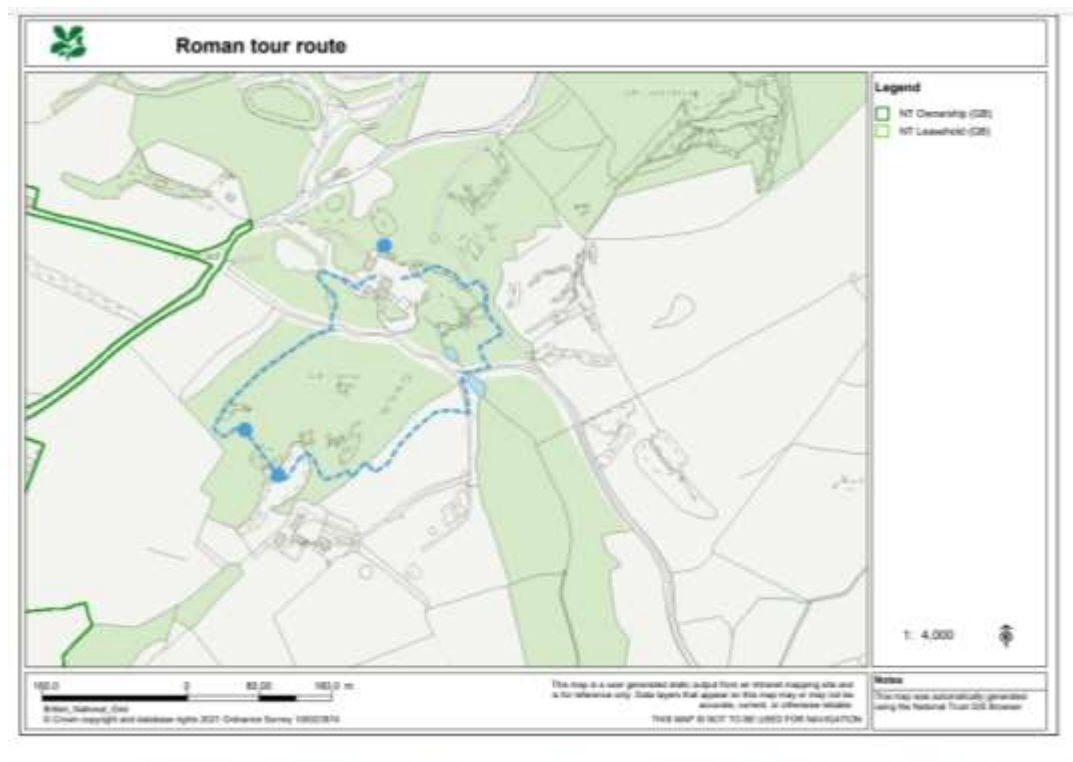 Roman tour route
Legend
NT Ownership (GB)
NT Leasehold (GB)
1: 4,000
160.0 0 80.00 160.0 m
British_National_Grid
© Crown copyright and database rights 2021 Ordnance Survey
This map is a user generated static output from an intranet mapping site and
is for reference only. Data layers that appear on this map may or may not be
accurate, current, or otherwise reliable.
THIS MAP IS NOT TO BE USED FOR NAVIGATION
Notes
This map was automatically generated
using the National Trust GIS Browser